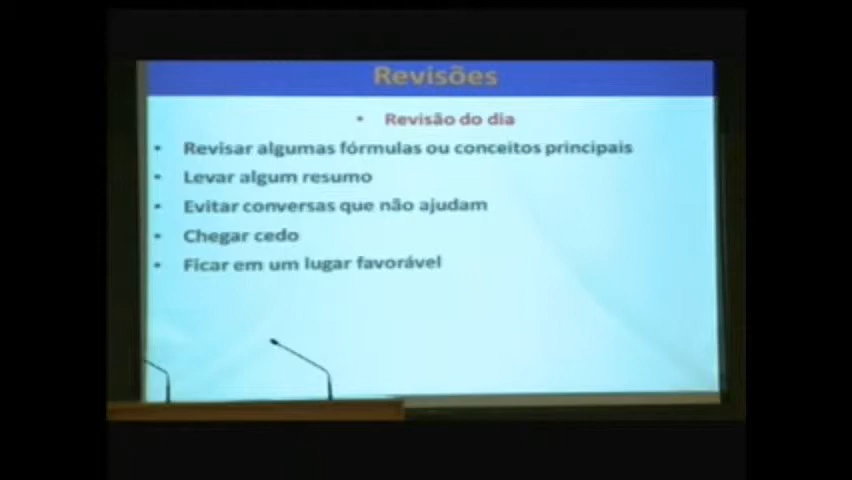 Revisões
• Revisão do dia
• Revisar algumas fórmulas ou conceitos principais
• Levar algum resumo
• Evitar conversas que não ajudam
• Chegar cedo
• Ficar em um lugar favorável